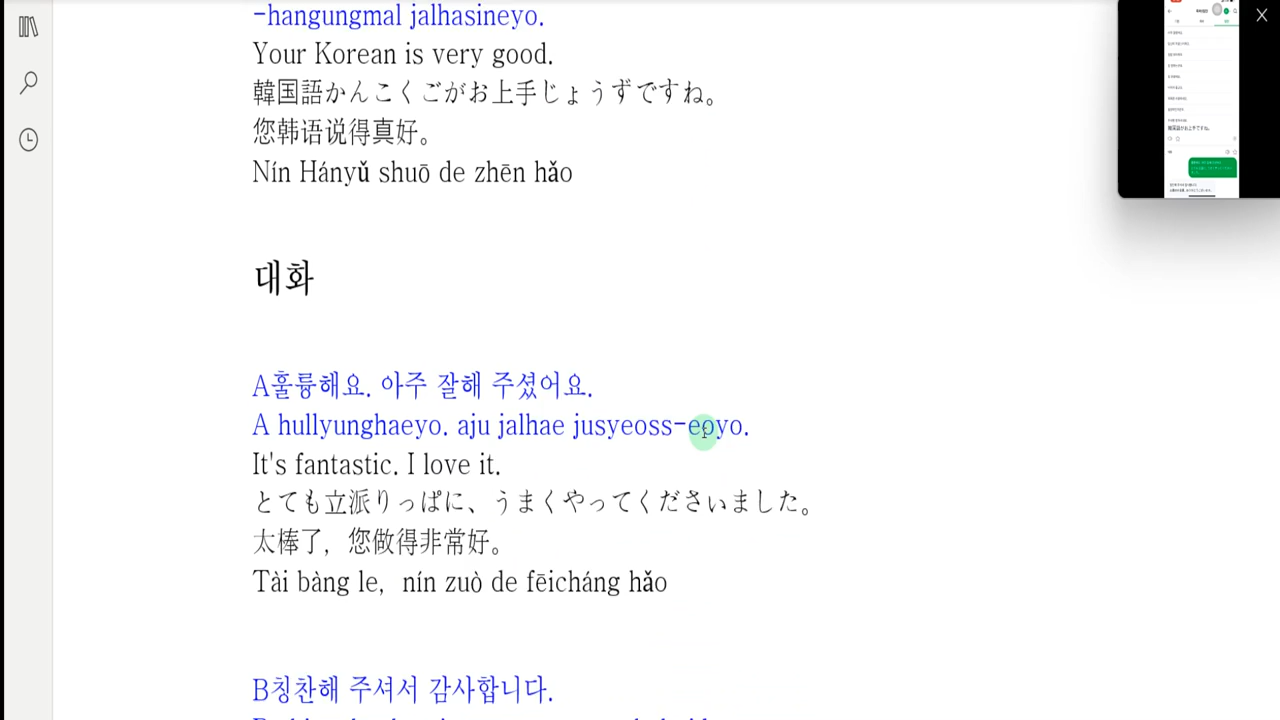 -hangungmal jalhasineyo.
Your Korean is very good.
韓国語かんこくごがお上手じょうずですね。
您韩语说得真好。
Nín Hányǔ shuō de zhēn hǎo
대화
A훌륭해요. 아주 잘해 주셨어요.
A hullyunghaeyo. aju jalhae jusyeoss-eoyo.
It's fantastic. I love it.
とても立派りっぱに、うまくやってくださいました。
太棒了，您做得非常好。
Tài bàng le，nín zuò de fēicháng hǎo
B칭찬해 주셔서 감사합니다.